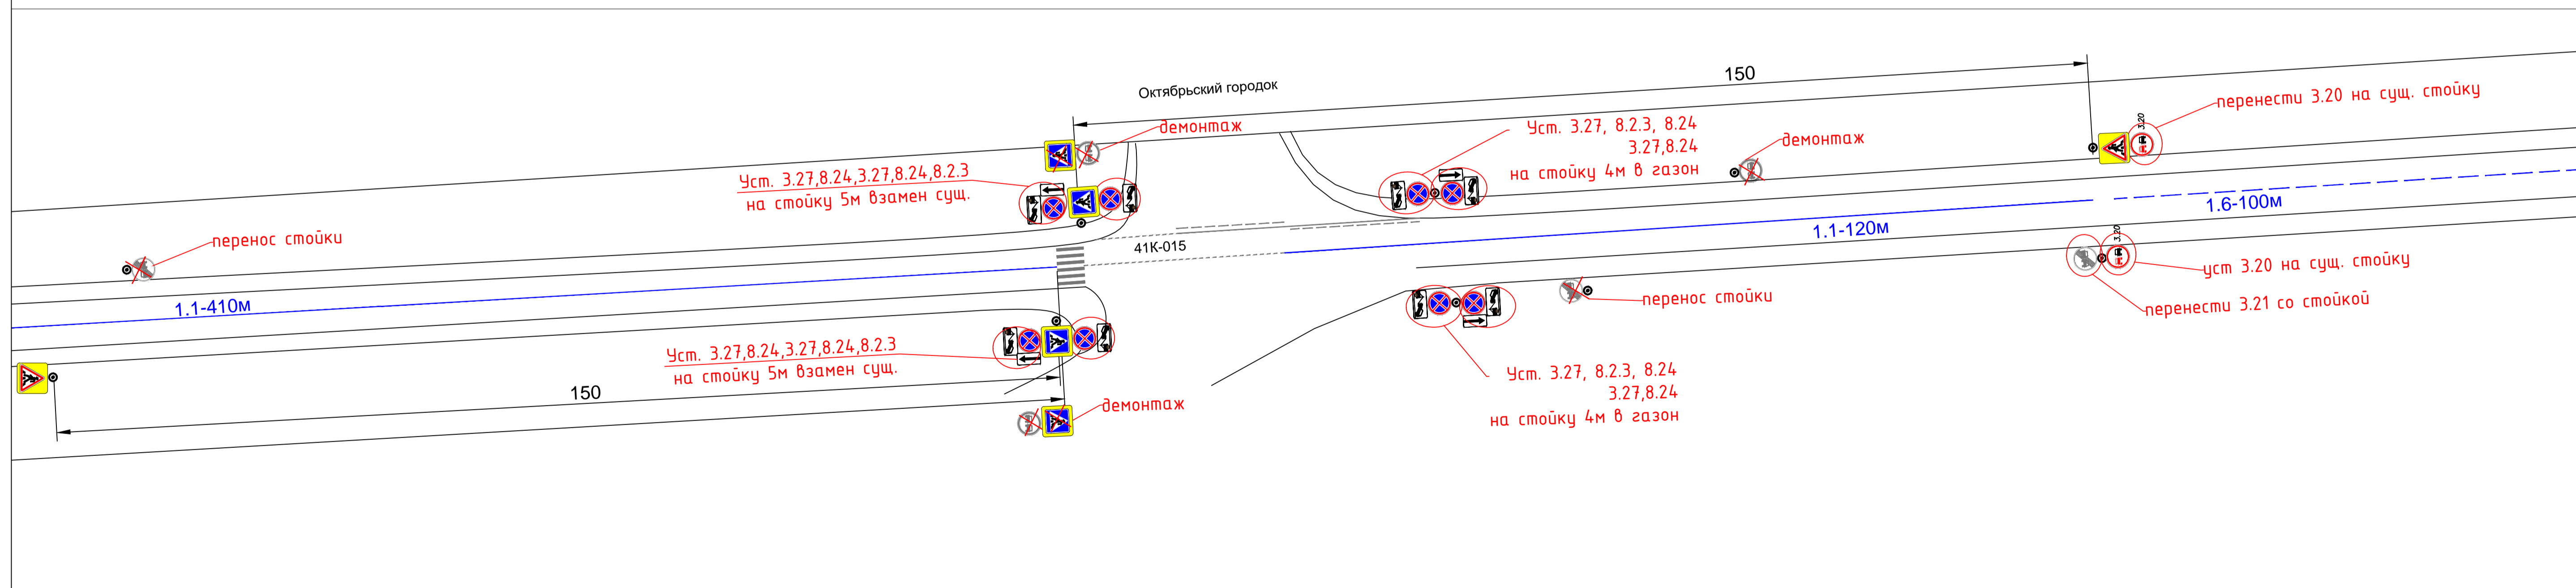 Октябрьский городок
150
перенести 3.20 на сущ. стойку
3.20
демонтаж
Уст. 3.27, 8.2.3, 8.24
3.27,8.24
на стойку 4м в газон
демонтаж
Уст. 3.27,8.24,3.27,8.24,8.2.3
на стойку 5м взамен сущ.
перенос стойки
41К-015
1.1-120м
1.6-100м
3.20
уст 3.20 на сущ. стойку
перенести 3.21 со стойкой
перенос стойки
1.1-410м
Уст. 3.27,8.24,3.27,8.24,8.2.3
на стойку 5м взамен сущ.
150
демонтаж
Уст. 3.27, 8.2.3, 8.24
3.27,8.24
на стойку 4м в газон